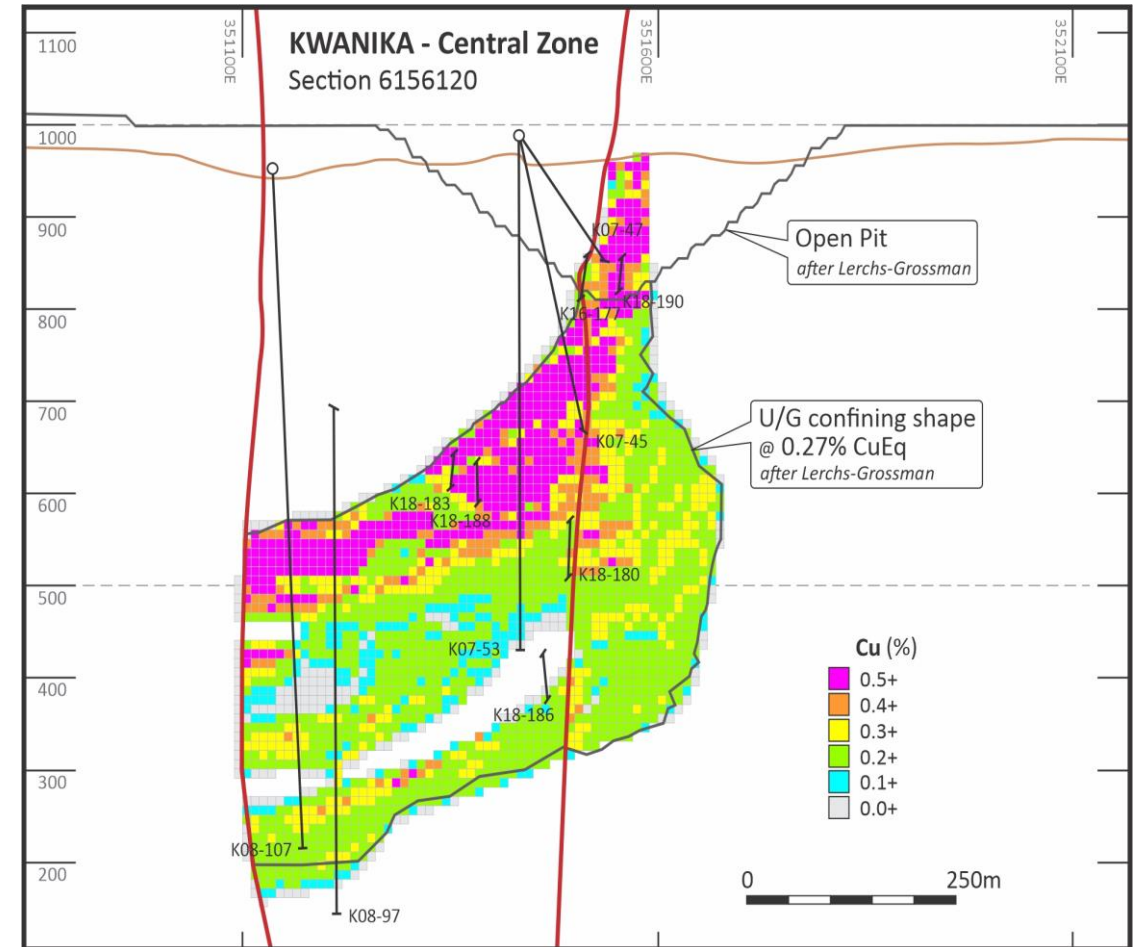 KWANIKA - Central Zone
Section 6156120
351100E
351600E
352100E
1100
1000
900
800
700
600
500
400
300
200
K07-47
K18-190
K16-177
Open Pit
after Lerchs-Grossman
U/G confining shape
@ 0.27% CuEq
after Lerchs-Grossman
K07-45
K18-183
K18-188
K18-180
K07-53
K18-186
K08-107
K08-97
Cu (%)
0.5+
0.4+
0.3+
0.2+
0.1+
0.0+
0 250m